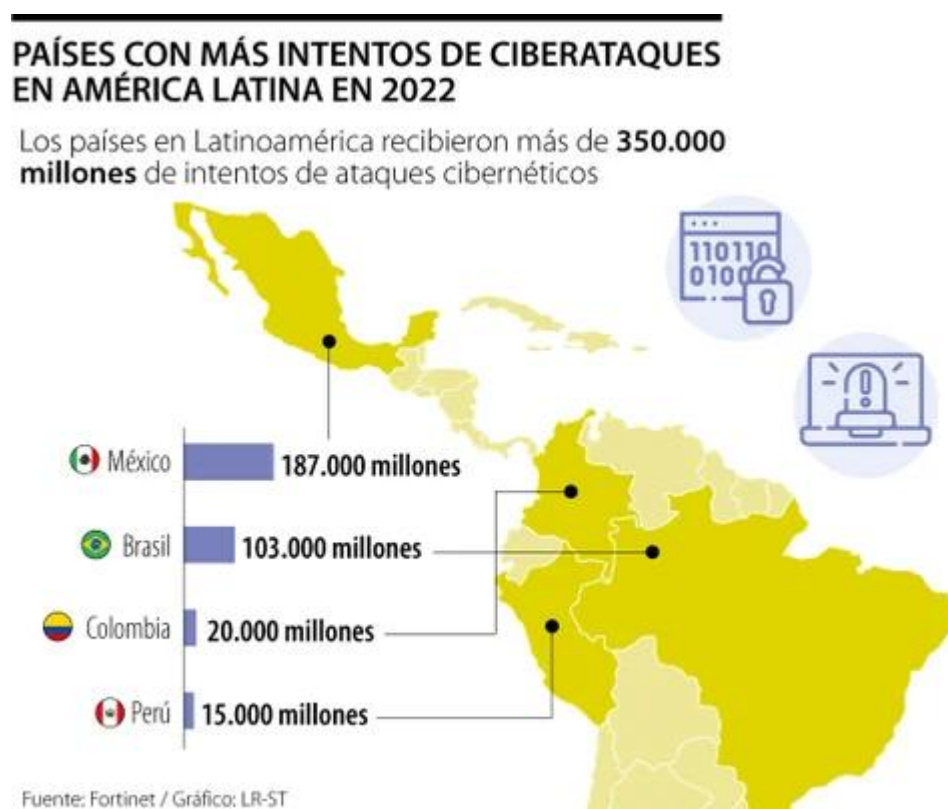 PAÍSES CON MÁS INTENTOS DE CIBERATAQUES
EN AMÉRICA LATINA EN 2022
Los países en Latinoamérica recibieron más de 350.000
millones de intentos de ataques cibernéticos
110110
0100
México 187.000 millones
Brasil 103.000 millones
Colombia 20.000 millones
Perú 15.000 millones
Fuente: Fortinet / Gráfico: LR-ST